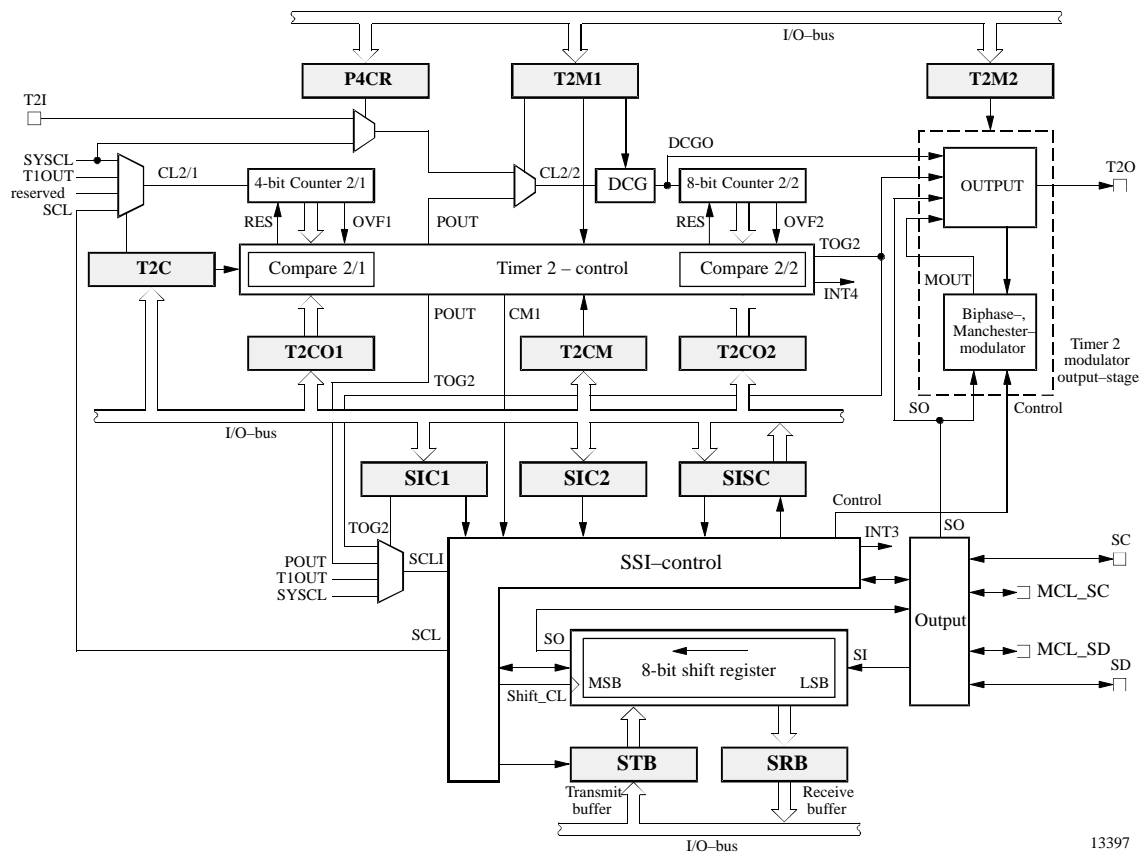 I/O–bus
P4CR
T2M1
T2M2
T2I
DCGO
SYSCL
T1OUT
reserved
SCL
CL2/1
4-bit Counter 2/1
CL2/2
DCG
8-bit Counter 2/2
OUTPUT
T2O
RES
OVF1
POUT
RES
OVF2
TOG2
T2C
Compare 2/1
Timer 2 – control
Compare 2/2
INT4
MOUT
POUT
CM1
Biphase–,
Manchester–
modulator
Timer 2
modulator
output–stage
T2CO1
T2CM
T2CO2
TOG2
SO
Control
I/O–bus
SIC1
SIC2
SISC
Control
TOG2
SO
INT3
SC
POUT
T1OUT
SYSCL
SCLI
SSI–control
MCL_SC
Output
SCL
SO
SI
MCL_SD
SD
8-bit shift register
MSB
LSB
Shift_CL
STB
SRB
Transmit
buffer
Receive
buffer
I/O–bus
13397